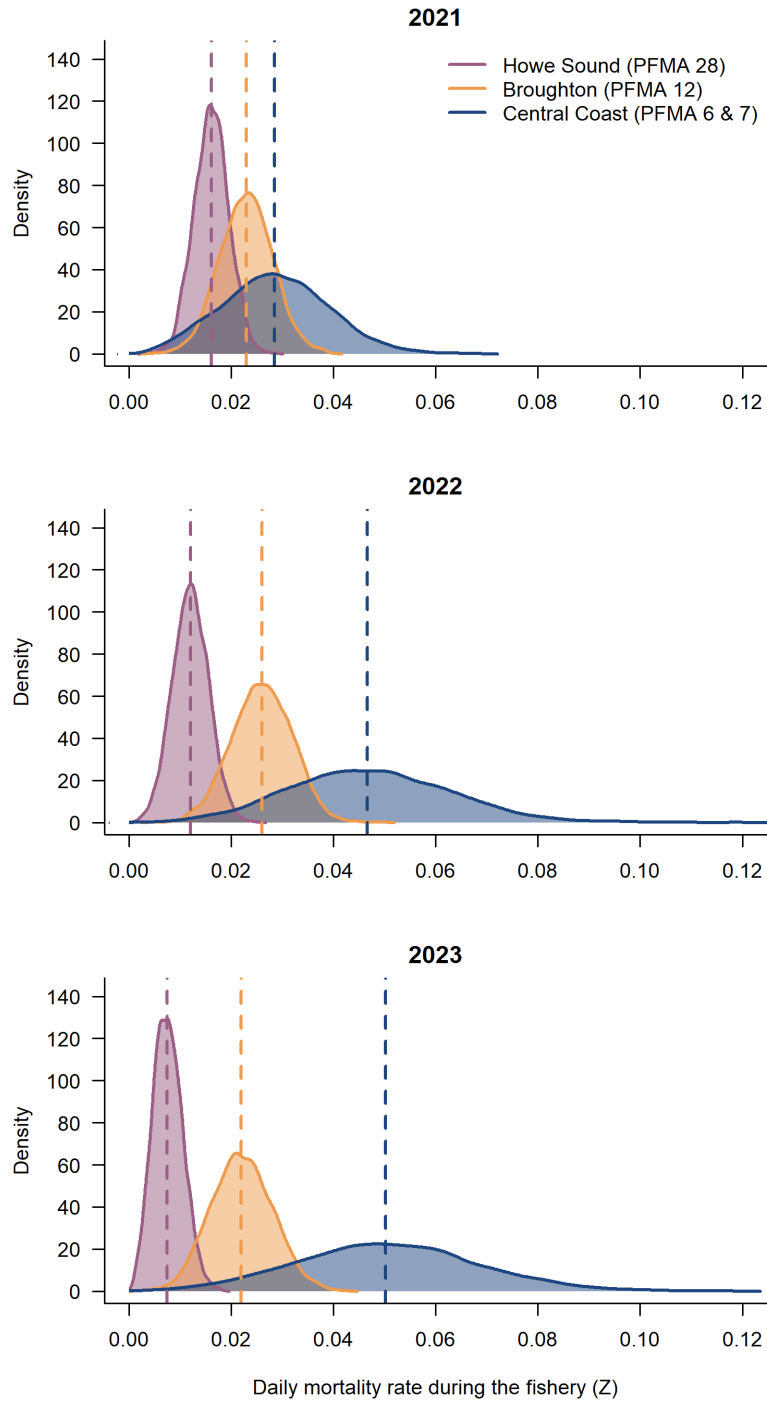 2021
Howe Sound (PFMA 28)
Broughton (PFMA 12)
Central Coast (PFMA 6 & 7)
Density
140
120
100
80
60
40
20
0
0.00 0.02 0.04 0.06 0.08 0.10 0.12
2022
Density
140
120
100
80
60
40
20
0
0.00 0.02 0.04 0.06 0.08 0.10 0.12
2023
Density
140
120
100
80
60
40
20
0
0.00 0.02 0.04 0.06 0.08 0.10 0.12
Daily mortality rate during the fishery (Z)